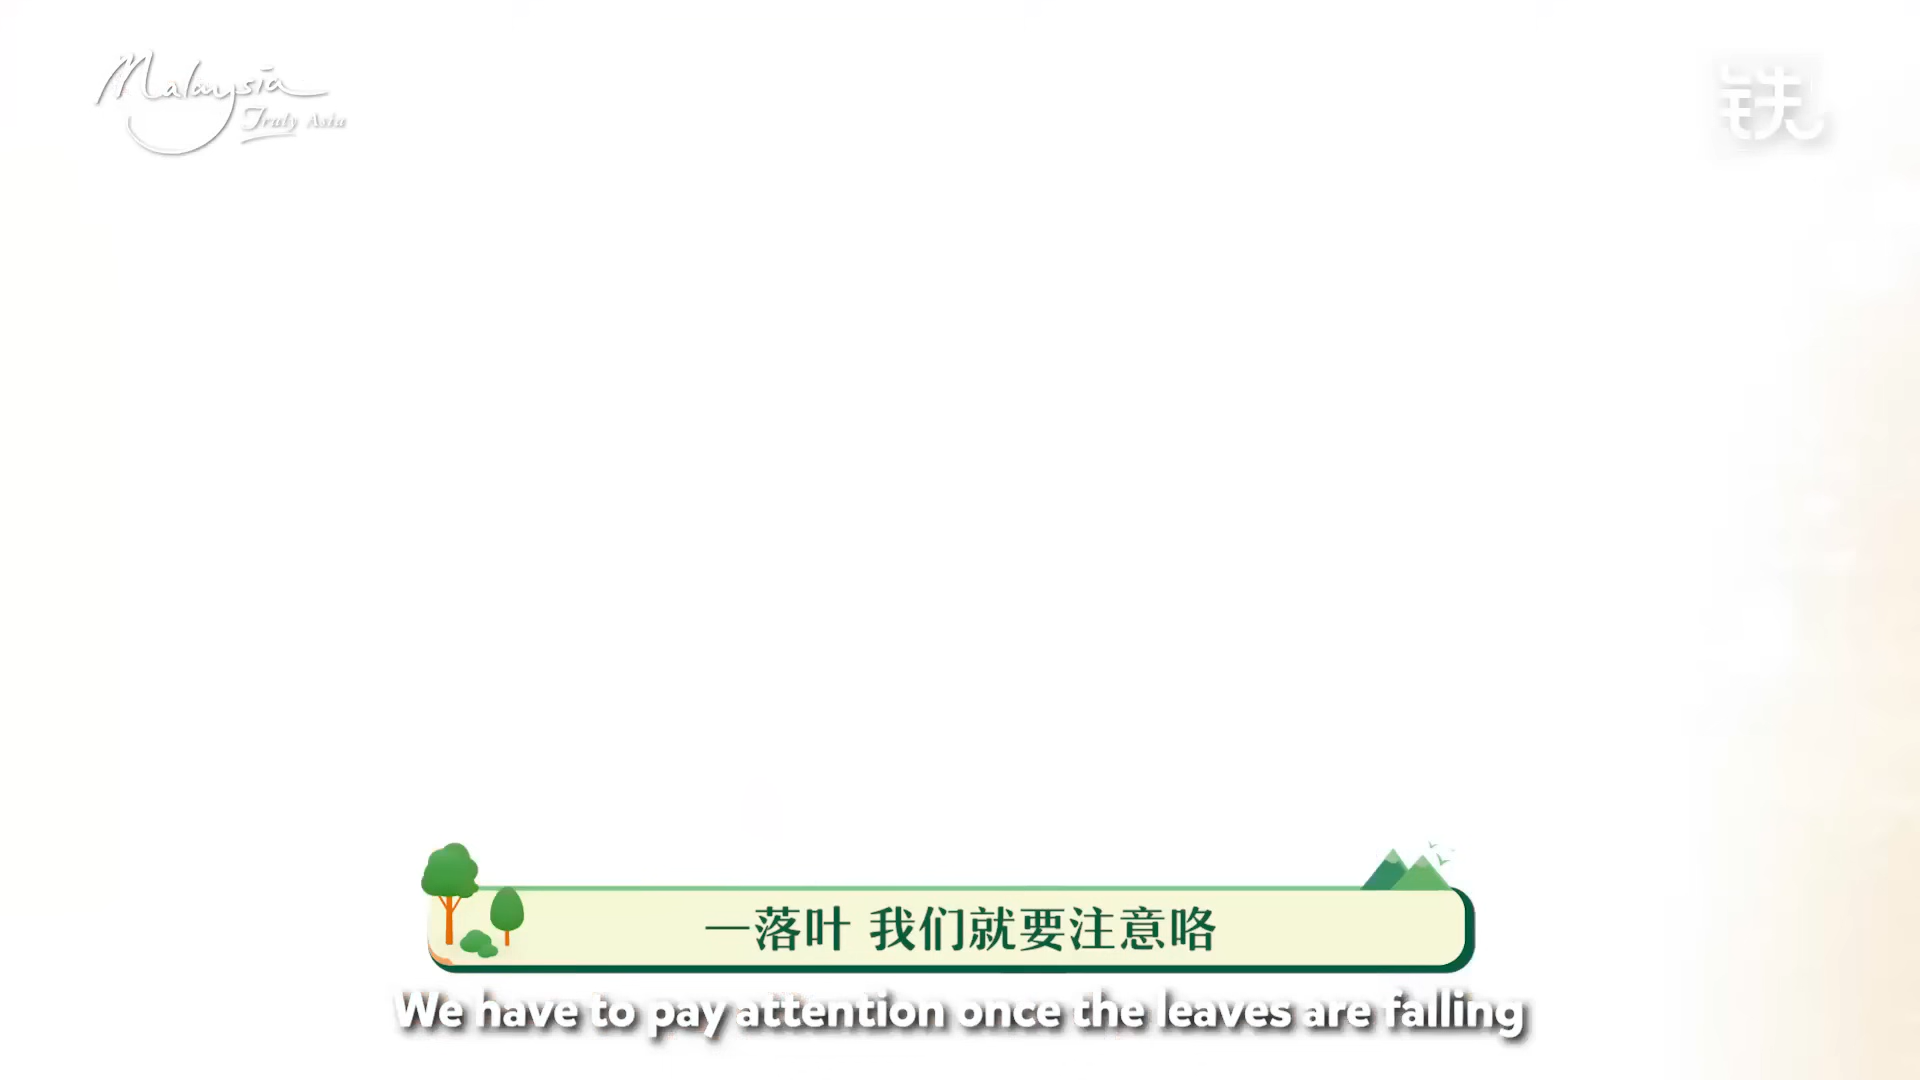 Malaysia
Truly Asia
一落叶 我们就要注意咯
We have to pay attention once the leaves are falling